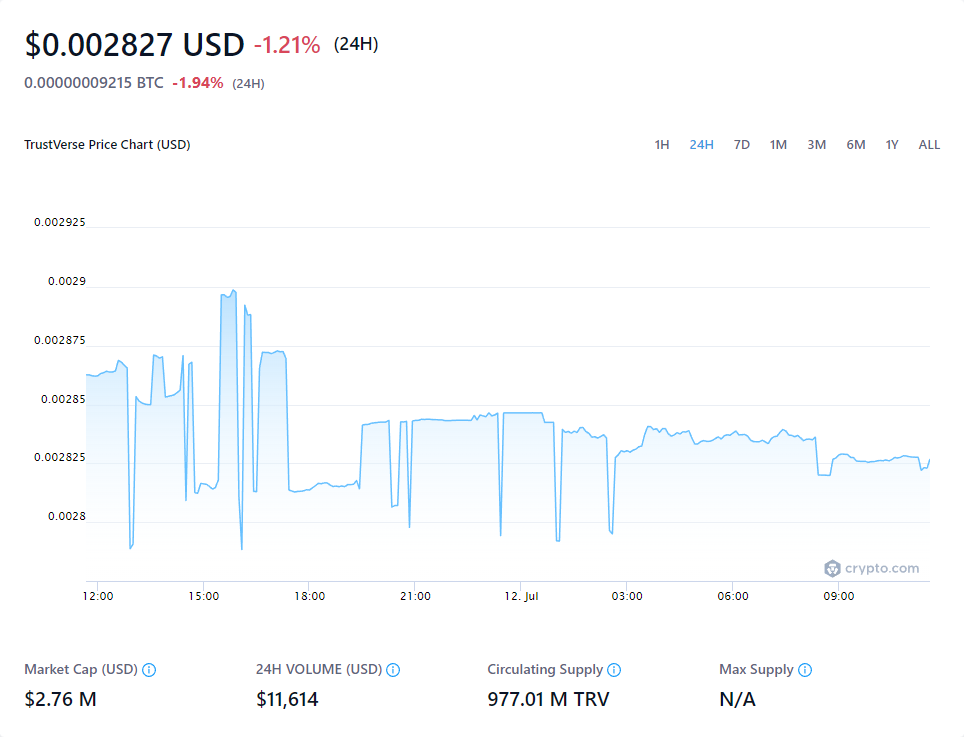 $0.002827 USD -1.21% (24H)
0.00000009215 BTC -1.94% (24H)
TrustVerse Price Chart (USD) 1H 24H 7D 1M 3M 6M 1Y ALL
0.002925
0.0029
0.002875
0.00285
0.002825
0.0028
crypto.com
12:00 15:00 18:00 21:00 12. Jul 03:00 06:00 09:00
Market Cap (USD) 24H VOLUME (USD) Circulating Supply Max Supply
$2.76 M $11,614 977.01 M TRV N/A